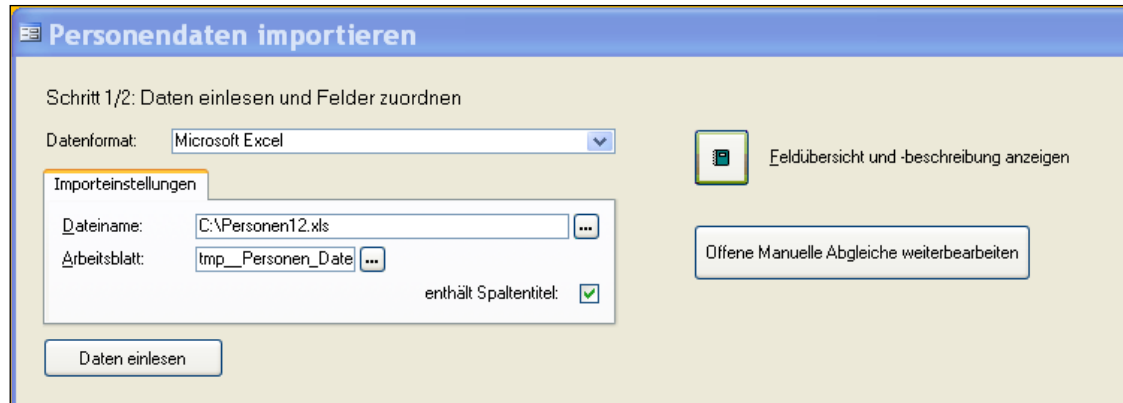 Personendaten importieren
Schritt 1/2: Daten einlesen und Felder zuordnen
Datenformat: Microsoft Excel
Feldübersicht und -beschreibung anzeigen
Importeinstellungen
Dateiname: C:\Personen12.xls ...
Offene Manuelle Abgleiche weiterbearbeiten
Arbeitsblatt: tmp__Personen_Date ...
enthält Spaltentitel:
Daten einlesen